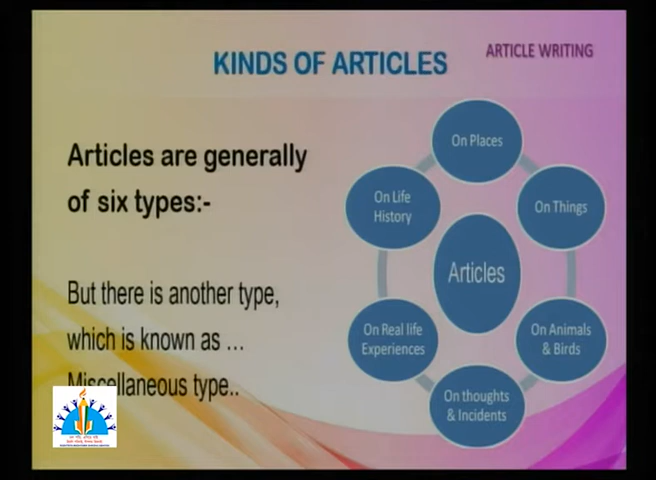 ARTICLE WRITING
KINDS OF ARTICLES
Articles are generally
of six types:-
But there is another type,
which is known as ...
Miscellaneous type..
On Places
On Things
On Animals
& Birds
On thoughts
& Incidents
On Real life
Experiences
On Life
History
Articles